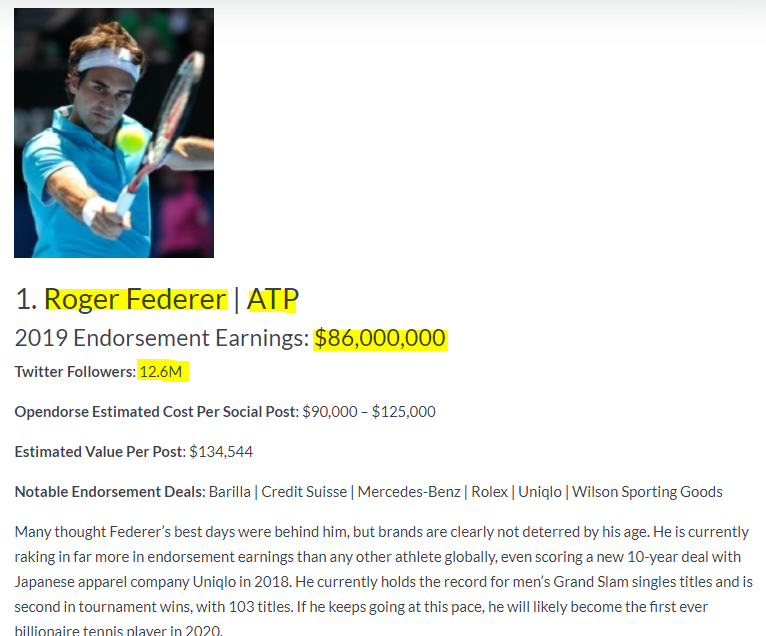 1. Roger Federer | ATP
2019 Endorsement Earnings: $86,000,000
Twitter Followers: 12.6M
Opendorse Estimated Cost Per Social Post: $90,000 – $125,000
Estimated Value Per Post: $134,544
Notable Endorsement Deals: Barilla | Credit Suisse | Mercedes-Benz | Rolex | Uniqlo | Wilson Sporting Goods
Many thought Federer’s best days were behind him, but brands are clearly not deterred by his age. He is currently
raking in far more in endorsement earnings than any other athlete globally, even scoring a new 10-year deal with
Japanese apparel company Uniqlo in 2018. He currently holds the record for men’s Grand Slam singles titles and is
second in tournament wins, with 103 titles. If he keeps going at this pace, he will likely become the first ever
billionaire tennis player in 2020.